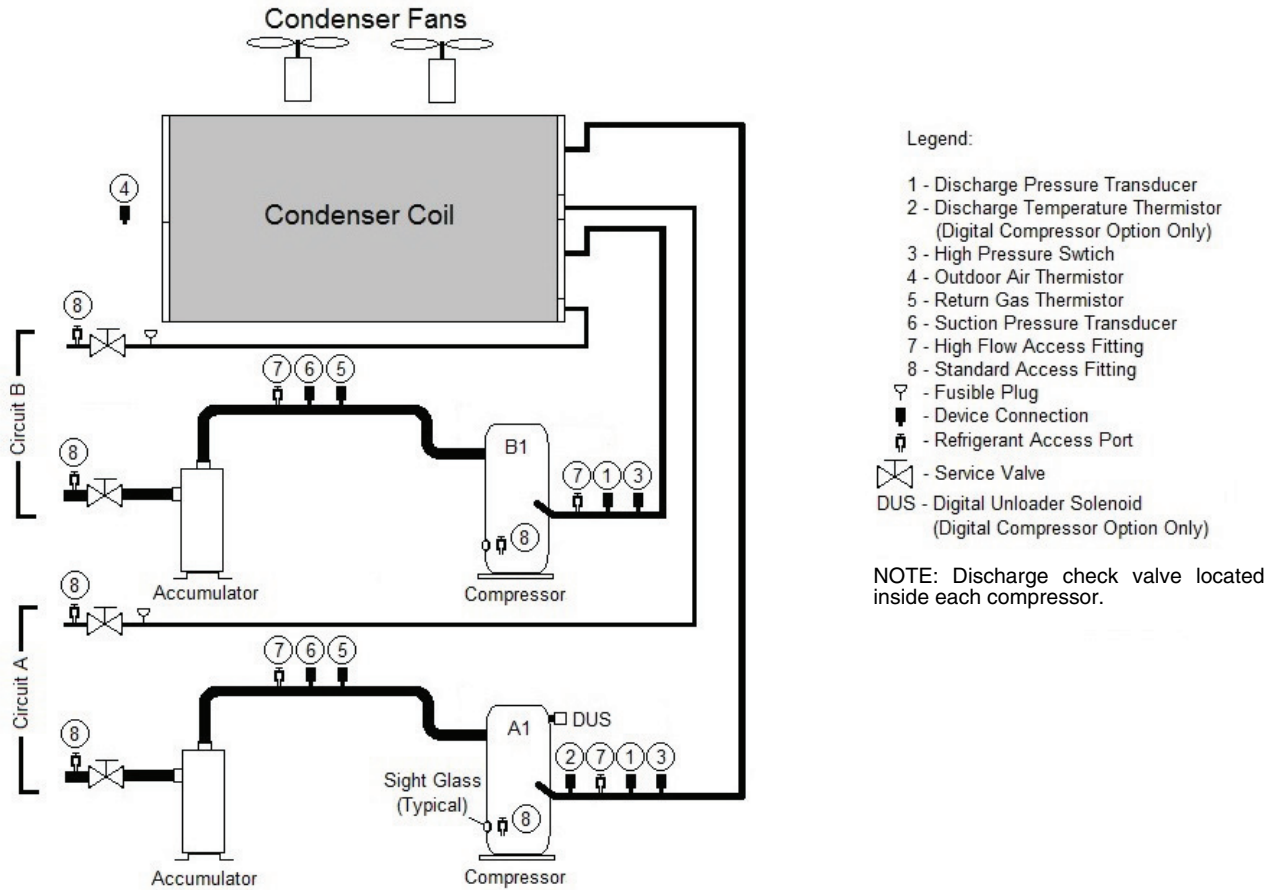 Condenser Fans
Condenser Coil
4
8
Circuit B
7
6
5
8
B1
7
1
3
8
Accumulator
Compressor
8
Circuit A
7
6
5
8
A1
DUS
2
7
1
3
Sight Glass
(Typical)
8
Accumulator
Compressor
Legend:
1 - Discharge Pressure Transducer
2 - Discharge Temperature Thermistor
(Digital Compressor Option Only)
3 - High Pressure Swtich
4 - Outdoor Air Thermistor
5 - Return Gas Thermistor
6 - Suction Pressure Transducer
7 - High Flow Access Fitting
8 - Standard Access Fitting
- Fusible Plug
- Device Connection
- Refrigerant Access Port
- Service Valve
DUS - Digital Unloader Solenoid
(Digital Compressor Option Only)
NOTE: Discharge check valve located
inside each compressor.